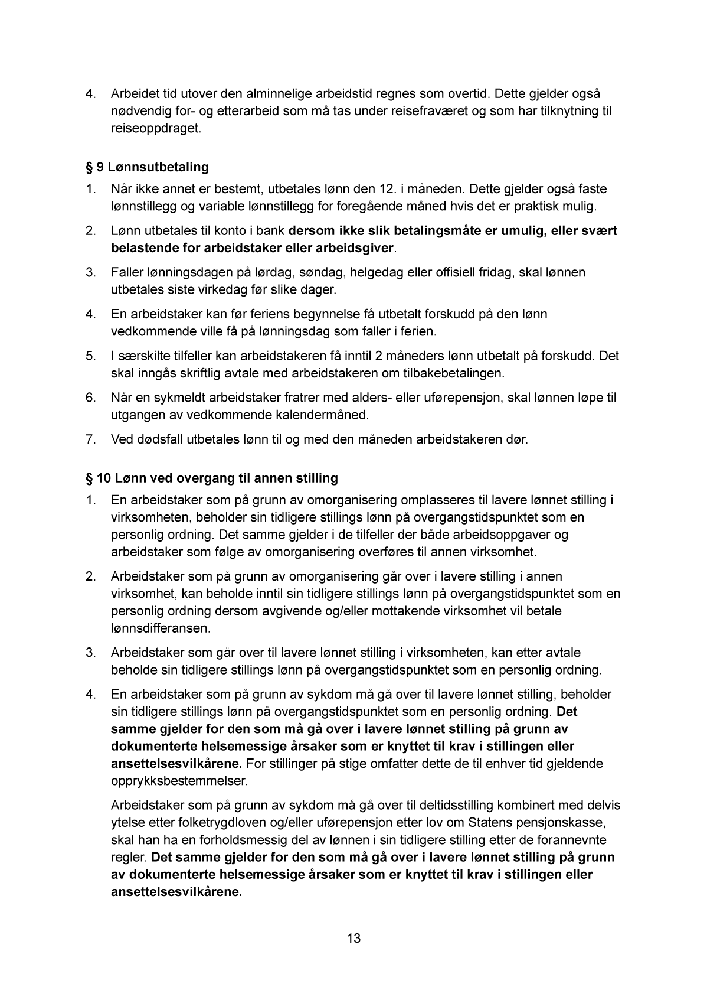 4. Arbeidet tid utover den alminnelige arbeidstid regnes som overtid. Dette gjelder også
nødvendig for- og etterarbeid som må tas under reisefraværet og som har tilknytning til
reiseoppdraget.
§ 9 Lønnsutbetaling
1. Når ikke annet er bestemt, utbetales lønn den 12. i måneden. Dette gjelder også faste
lønnstillegg og variable lønnstillegg for foregående måned hvis det er praktisk mulig.
2. Lønn utbetales til konto i bank dersom ikke slik betalingsmåte er umulig, eller svært
belastende for arbeidstaker eller arbeidsgiver.
3. Faller lønningsdagen på lørdag, søndag, helgedag eller offisiell fridag, skal lønnen
utbetales siste virkedag før slike dager.
4. En arbeidstaker kan før feriens begynnelse få utbetalt forskudd på den lønn
vedkommende ville få på lønningsdag som faller i ferien.
5. I særskilte tilfeller kan arbeidstakeren få inntil 2 måneders lønn utbetalt på forskudd. Det
skal inngås skriftlig avtale med arbeidstakeren om tilbakebetalingen.
6. Når en sykmeldt arbeidstaker fratrer med alders- eller uførepensjon, skal lønnen løpe til
utgangen av vedkommende kalendermåned.
7. Ved dødsfall utbetales lønn til og med den måneden arbeidstakeren dør.
§ 10 Lønn ved overgang til annen stilling
1. En arbeidstaker som på grunn av omorganisering omplasseres til lavere lønnet stilling i
virksomheten, beholder sin tidligere stillings lønn på overgangstidspunktet som en
personlig ordning. Det samme gjelder i de tilfeller der både arbeidsoppgaver og
arbeidstaker som følge av omorganisering overføres til annen virksomhet.
2. Arbeidstaker som på grunn av omorganisering går over i lavere stilling i annen
virksomhet, kan beholde inntil sin tidligere stillings lønn på overgangstidspunktet som en
personlig ordning dersom avgivende og/eller mottakende virksomhet vil betale
lønnsdifferansen.
3. Arbeidstaker som går over til lavere lønnet stilling i virksomheten, kan etter avtale
beholde sin tidligere stillings lønn på overgangstidspunktet som en personlig ordning.
4. En arbeidstaker som på grunn av sykdom må gå over til lavere lønnet stilling, beholder
sin tidligere stillings lønn på overgangstidspunktet som en personlig ordning. Det
samme gjelder for den som må gå over i lavere lønnet stilling på grunn av
dokumenterte helsemessige årsaker som er knyttet til krav i stillingen eller
ansettelsesvilkårene. For stillinger på stige omfatter dette de til enhver tid gjeldende
opprykksbestemmelser.
Arbeidstaker som på grunn av sykdom må gå over til deltidsstilling kombinert med delvis
ytelse etter folketrygdloven og/eller uførepensjon etter lov om Statens pensjonskasse,
skal han ha en forholdsmessig del av lønnen i sin tidligere stilling etter de forannevnte
regler. Det samme gjelder for den som må gå over i lavere lønnet stilling på grunn
av dokumenterte helsemessige årsaker som er knyttet til krav i stillingen eller
ansettelsesvilkårene.
13